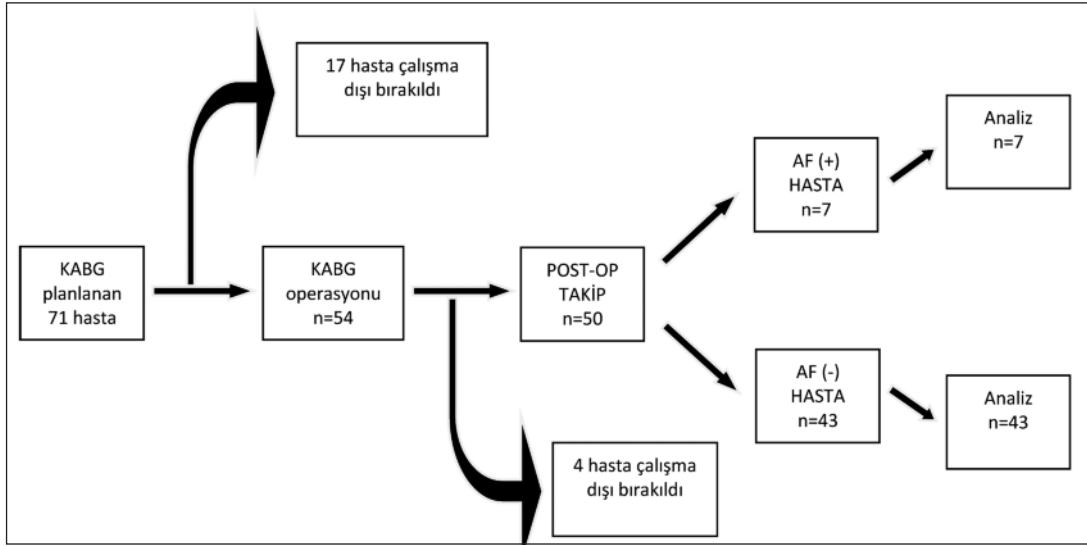 17 hasta çalışma
dışı bırakıldı
KABG
planlanan
71 hasta
KABG
operasyonu
n=54
4 hasta çalışma
dışı bırakıldı
POST-OP
TAKİP
n=50
AF (+)
HASTA
n=7
Analiz
n=7
AF (-)
HASTA
n=43
Analiz
n=43